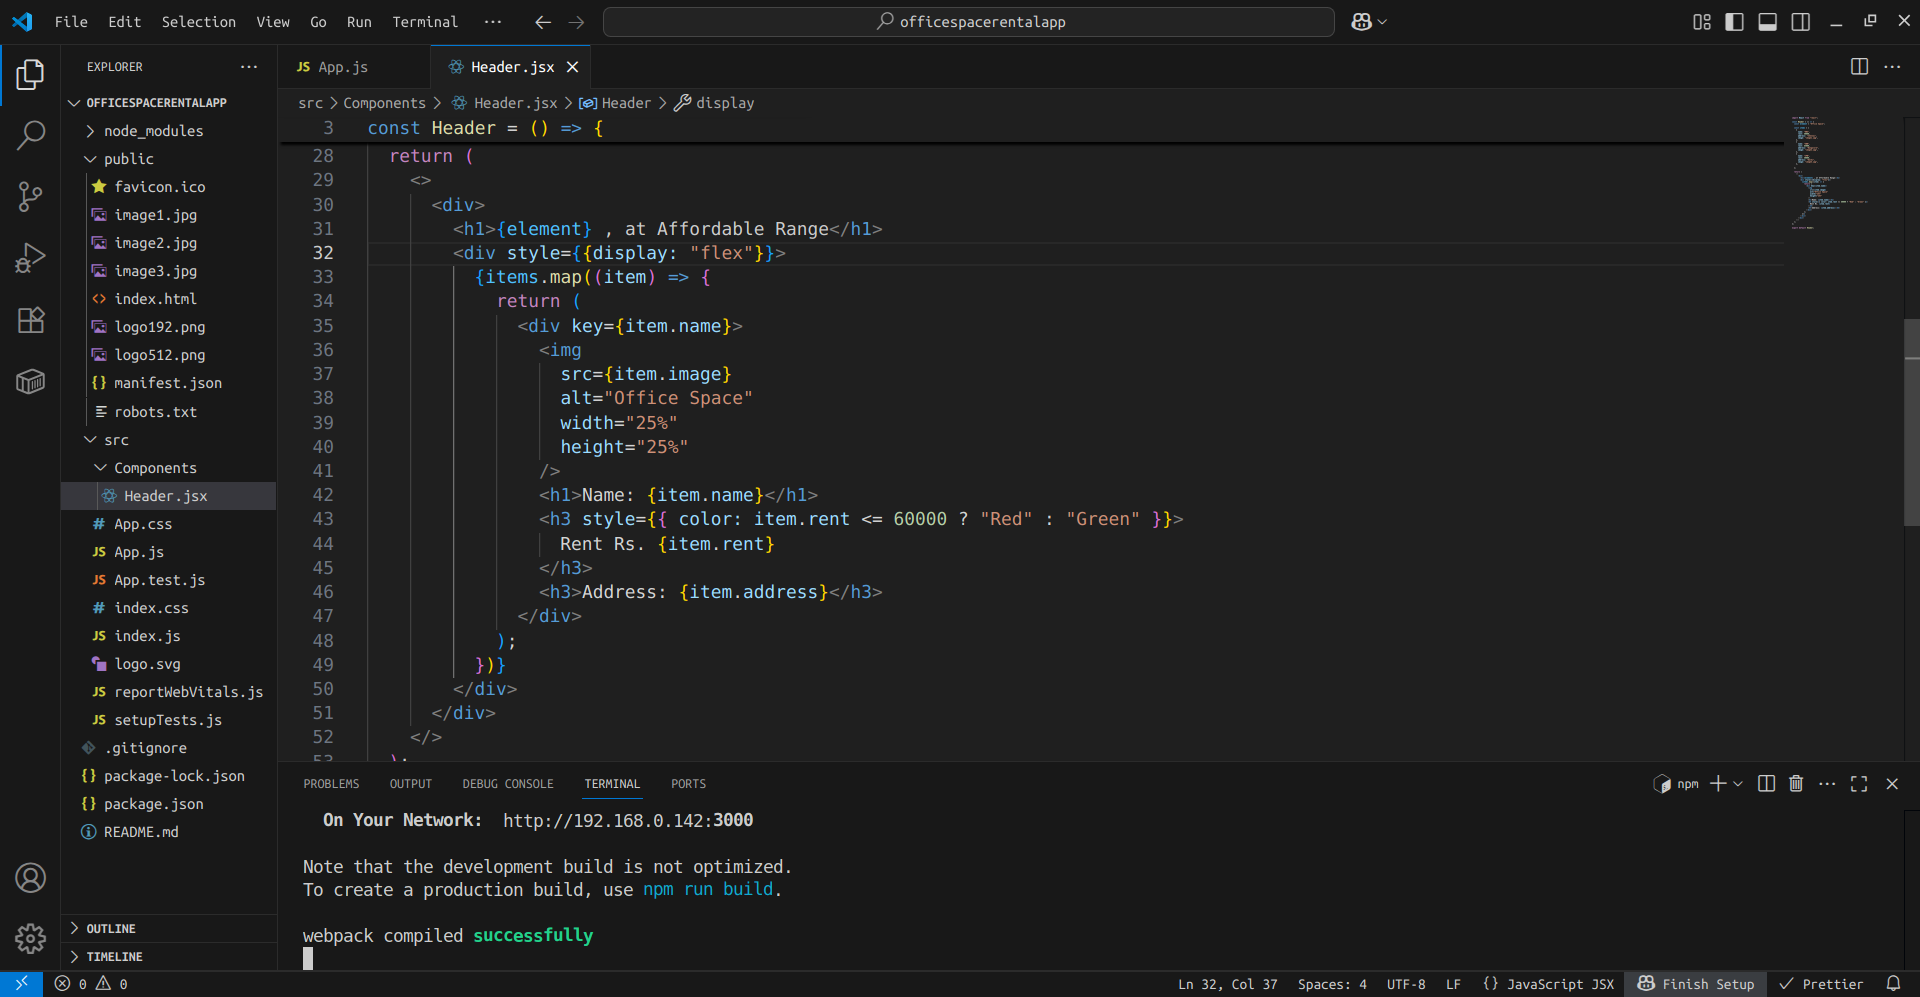 File Edit Selection View Go Run Terminal ··· officespacerentalapp
EXPLORER ···
OFFICESPACERENTALAPP
node_modules
public
favicon.ico
image1.jpg
image2.jpg
image3.jpg
index.html
logo192.png
logo512.png
manifest.json
robots.txt
src
Components
Header.jsx
App.css
App.js
App.test.js
index.css
index.js
logo.svg
reportWebVitals.js
setupTests.js
.gitignore
package-lock.json
package.json
README.md
OUTLINE
TIMELINE
JS App.js Header.jsx
src > Components > Header.jsx > Header > display
3 const Header = () => {
28 return (
29 <>
30 <div>
31 <h1>{element} , at Affordable Range</h1>
32 <div style={{display: "flex"}}>
33 {items.map((item) => {
34 return (
35 <div key={item.name}>
36 <img
37 src={item.image}
38 alt="Office Space"
39 width="25%"
40 height="25%"
41 />
42 <h1>Name: {item.name}</h1>
43 <h3 style={{ color: item.rent <= 60000 ? "Red" : "Green" }}>
44 Rent Rs. {item.rent}
45 </h3>
46 <h3>Address: {item.address}</h3>
47 </div>
48 );
49 })}
50 </div>
51 </div>
52 </>
53 );
PROBLEMS OUTPUT DEBUG CONSOLE TERMINAL PORTS npm
On Your Network: http://192.168.0.142:3000
Note that the development build is not optimized.
To create a production build, use npm run build.
webpack compiled successfully
0 0 Ln 32, Col 37 Spaces: 4 UTF-8 LF {} JavaScript JSX Finish Setup Prettier